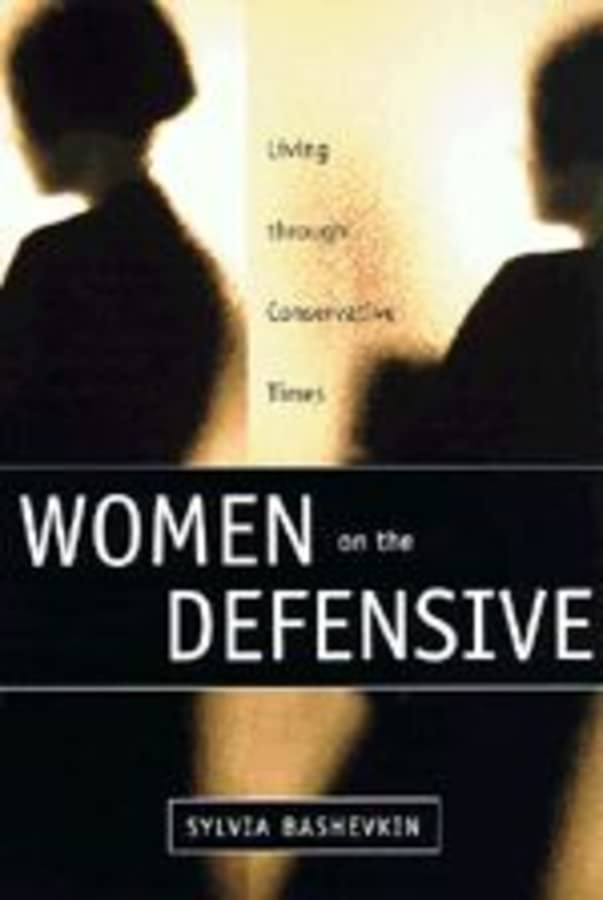 Living
through
Conservative
Times
WOMEN on the
DEFENSIVE
SYLVIA BASHEVKIN